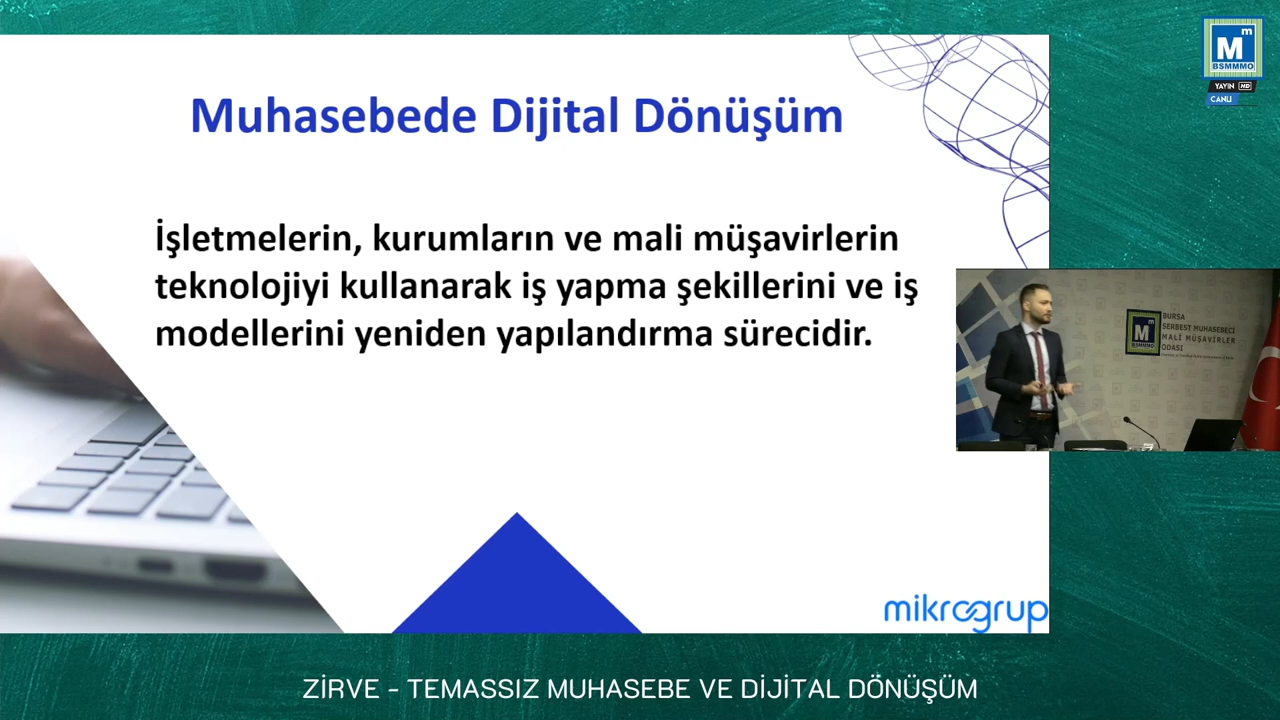 Muhasebede Dijital Dönüşüm
İşletmelerin, kurumların ve mali müşavirlerin
teknolojiyi kullanarak iş yapma şekillerini ve iş
modellerini yeniden yapılandırma sürecidir.
mikrogrup
M m
BSMMMO
YAYIN HD
CANLI
BURSA
SERBEST MUHASEBECİ
MALİ MÜŞAVİRLER
ODASI
M
BSMMMO
ZİRVE - TEMASSIZ MUHASEBE VE DİJİTAL DÖNÜŞÜM